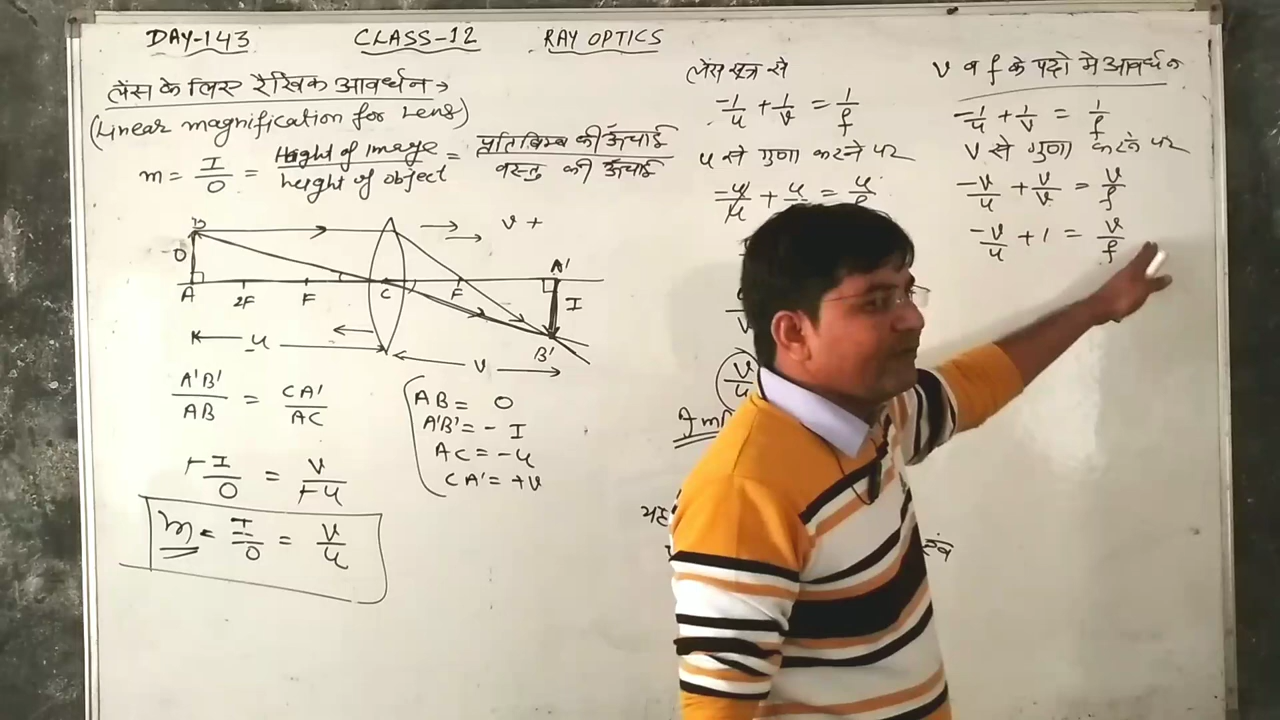 DAY-143 CLASS-12 RAY OPTICS
लेंस के लिए रैखिक आवर्धन →
(Linear magnification for Lens)
m = I/O = Height of Image/height of object = प्रतिबिम्ब की ऊँचाई/वस्तु की ऊँचाई
B
v +
O
A 2F F C F A'
I
B'
u
v
A'B'/AB = CA'/AC
-I/O = v/-u
m = I/O = v/u
AB = O
A'B' = - I
AC = -u
CA' = +v
लेंस सूत्र से
-1/u + 1/v = 1/f
u से गुणा करने पर
-u/u + u/v = u/f
v/u
v व f के पदो मे आवर्धन
-1/u + 1/v = 1/f
v से गुणा करने पर
-v/u + v/v = v/f
-v/u + 1 = v/f